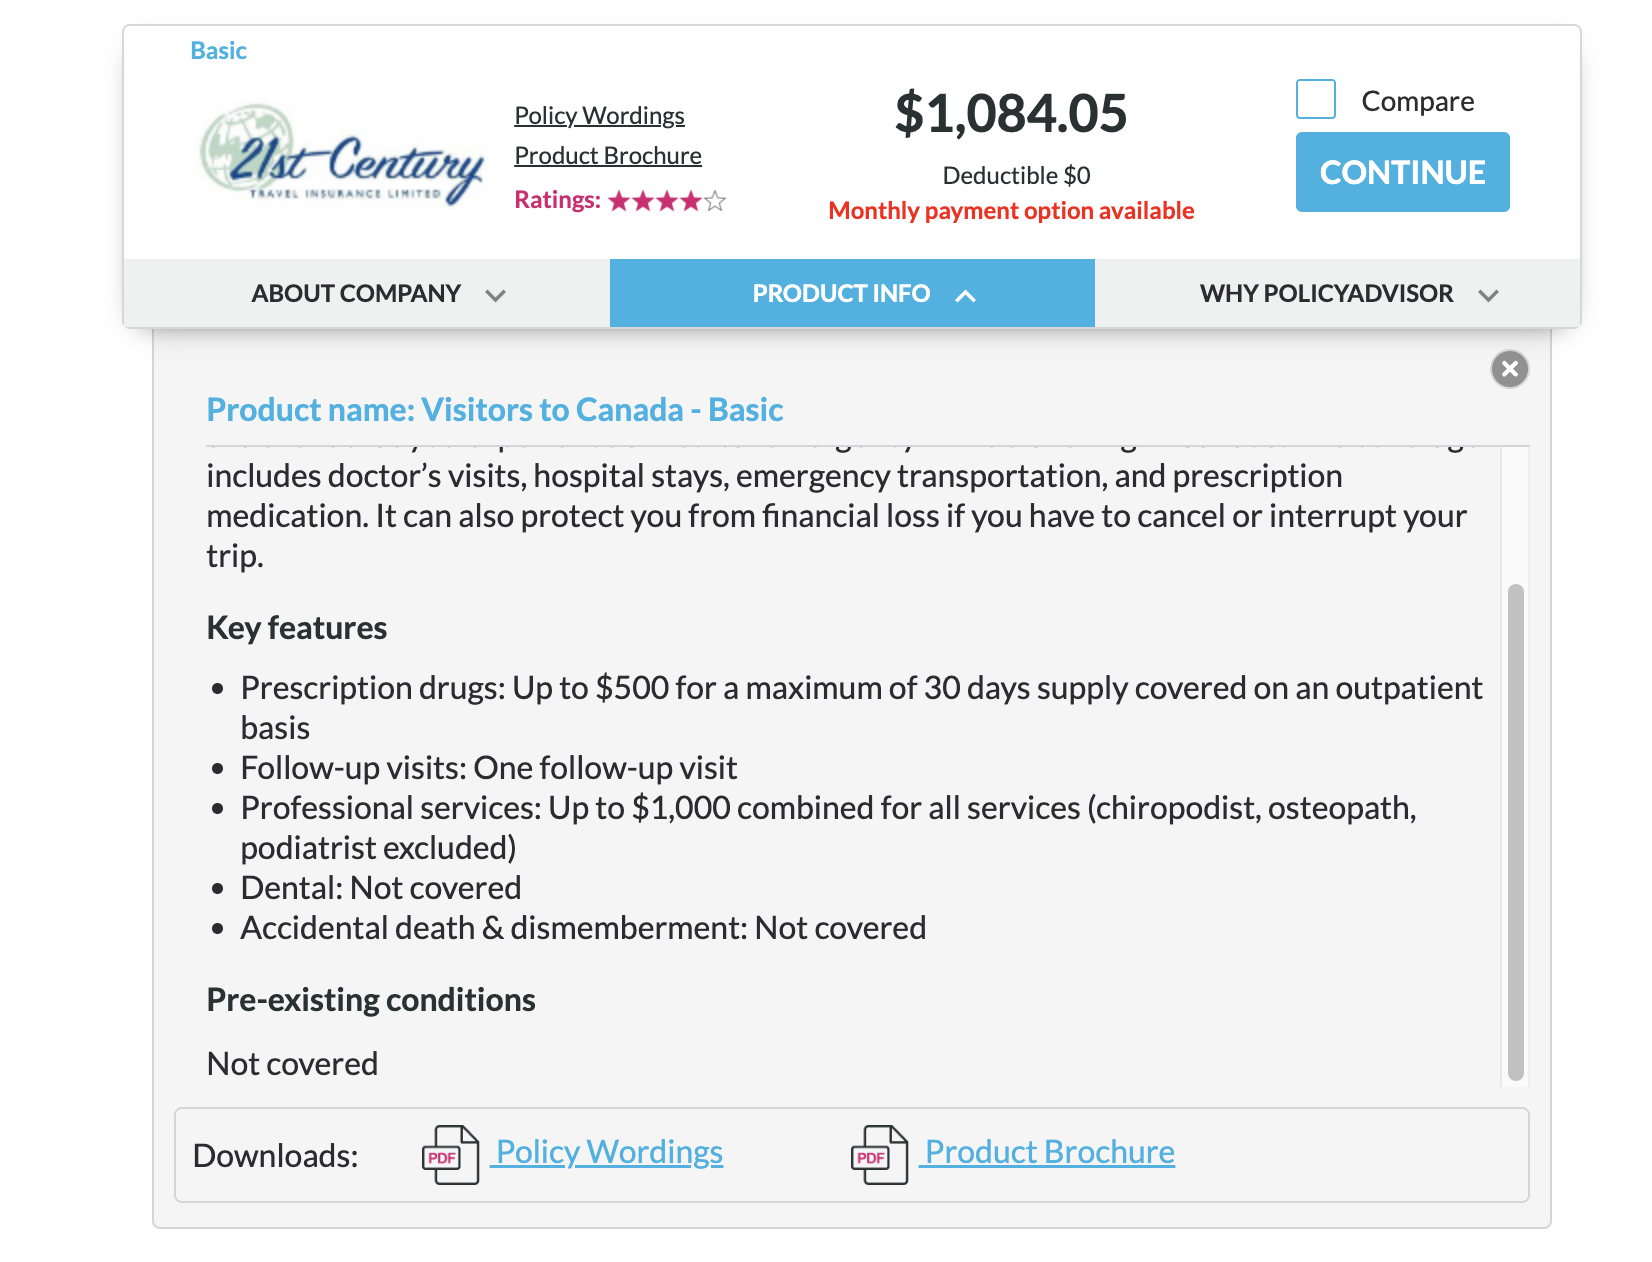 Basic
21st Century
TRAVEL INSURANCE LIMITED
Policy Wordings
Product Brochure
Ratings:
$1,084.05
Deductible $0
Monthly payment option available
Compare
CONTINUE
ABOUT COMPANY
PRODUCT INFO
WHY POLICYADVISOR
Product name: Visitors to Canada - Basic
includes doctor’s visits, hospital stays, emergency transportation, and prescription
medication. It can also protect you from financial loss if you have to cancel or interrupt your
trip.
Key features
• Prescription drugs: Up to $500 for a maximum of 30 days supply covered on an outpatient
basis
• Follow-up visits: One follow-up visit
• Professional services: Up to $1,000 combined for all services (chiropodist, osteopath,
podiatrist excluded)
• Dental: Not covered
• Accidental death & dismemberment: Not covered
Pre-existing conditions
Not covered
Downloads:
PDF Policy Wordings
PDF Product Brochure